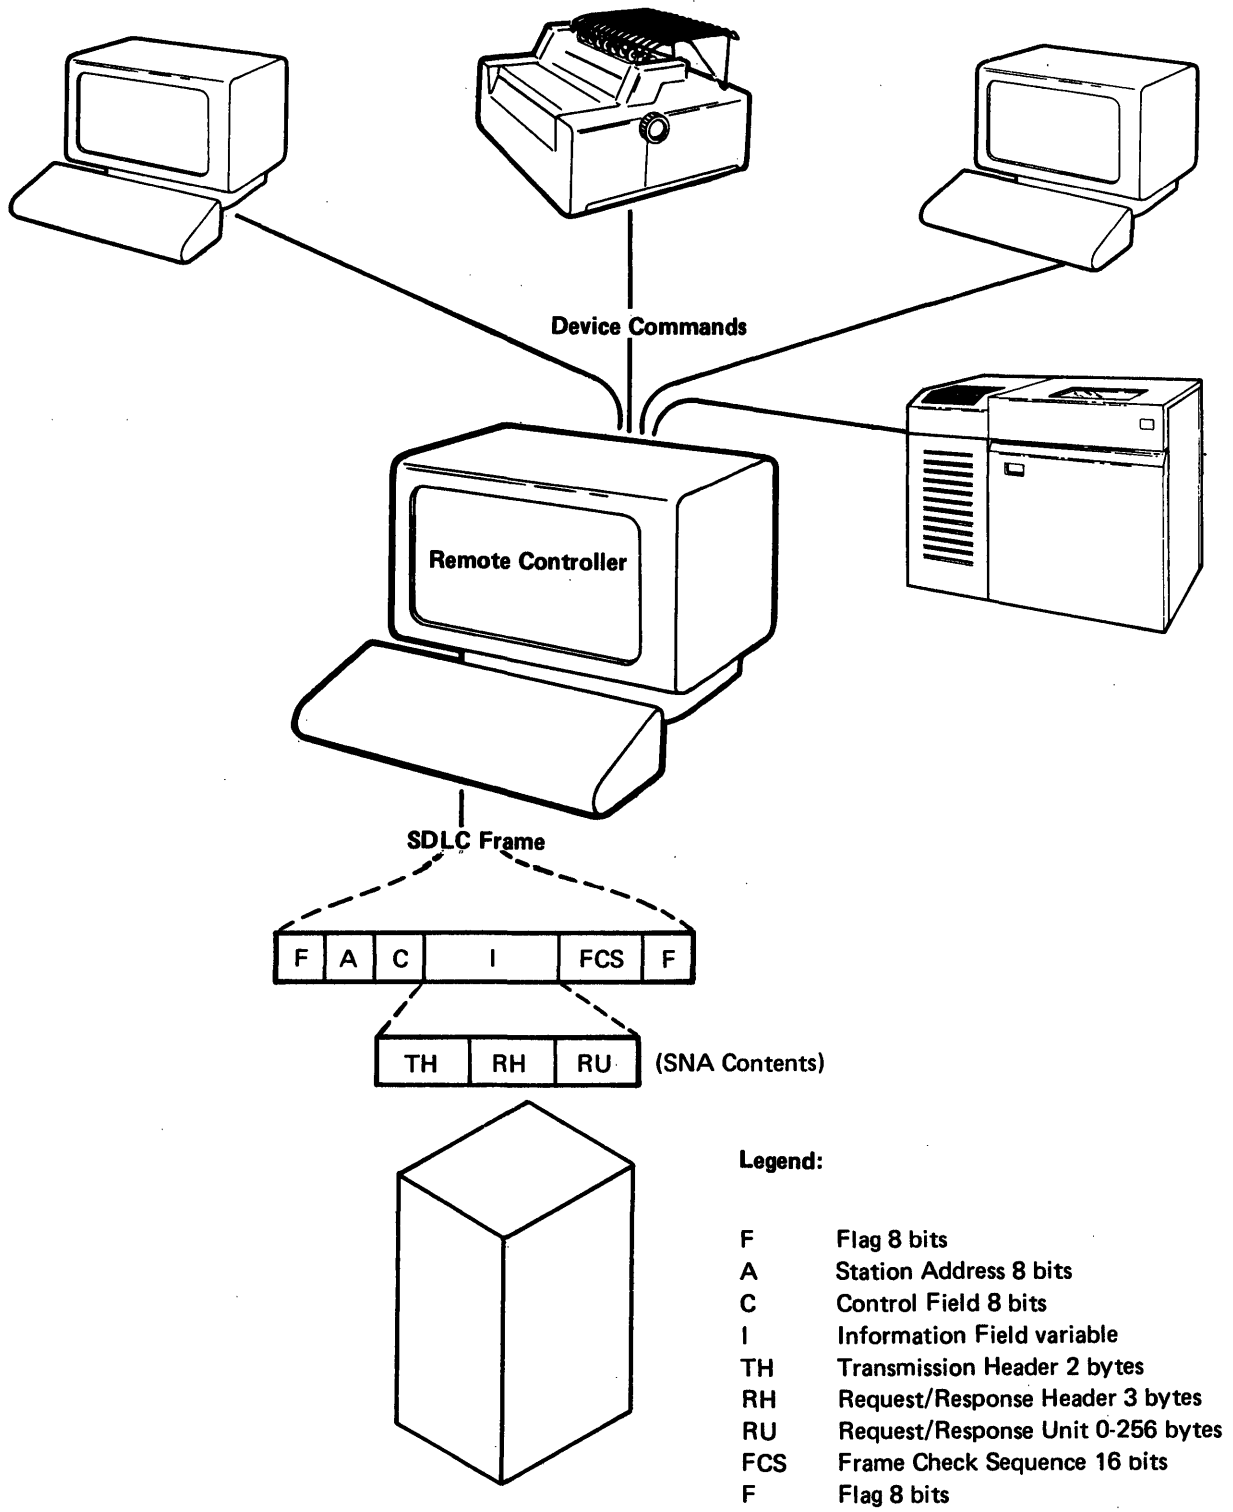 Device Commands
Remote Controller
SDLC Frame
F A C I FCS F
TH RH RU (SNA Contents)
Legend:
F Flag 8 bits
A Station Address 8 bits
C Control Field 8 bits
I Information Field variable
TH Transmission Header 2 bytes
RH Request/Response Header 3 bytes
RU Request/Response Unit 0-256 bytes
FCS Frame Check Sequence 16 bits
F Flag 8 bits